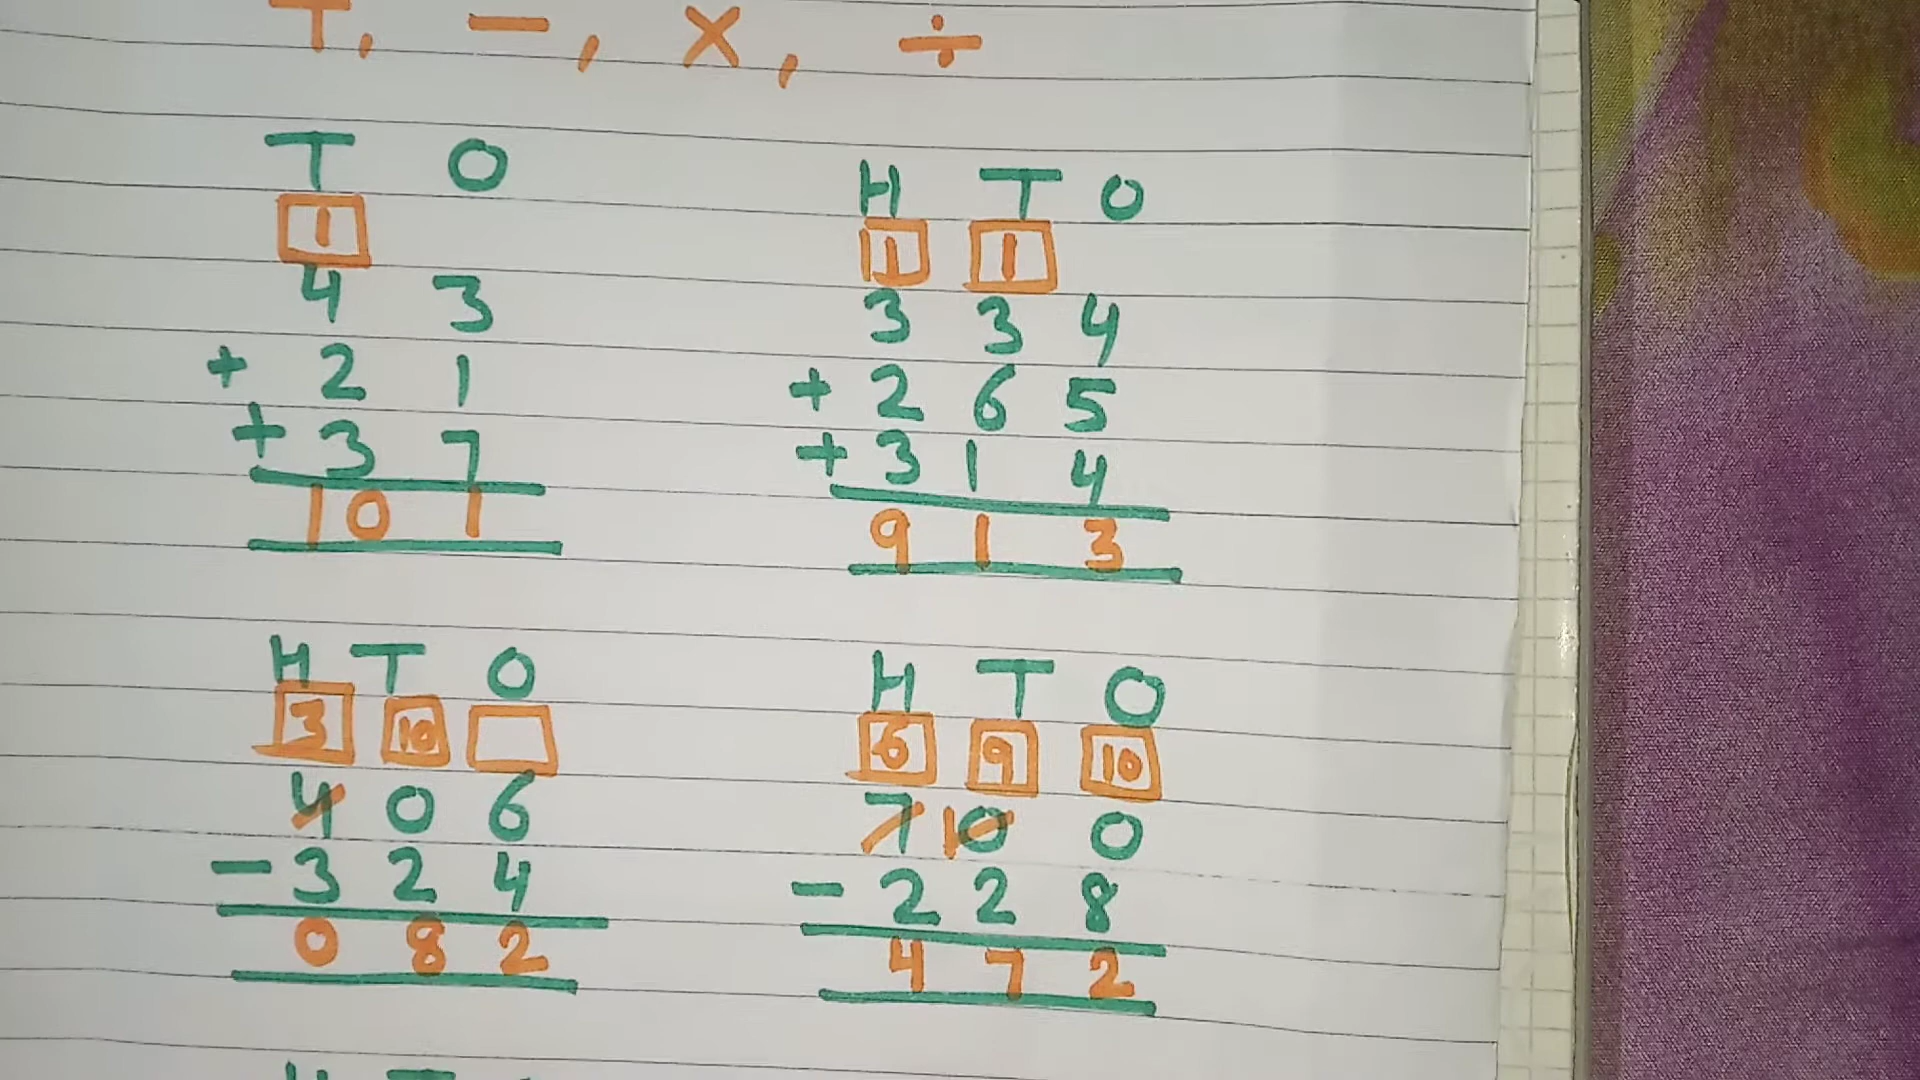 +, −, ×, ÷
T O
1
4 3
+ 2 1
+ 3 7
1 0 1
H T O
1 1
3 3 4
+ 2 6 5
+ 3 1 4
9 1 3
H T O
3 10
4 0 6
− 3 2 4
0 8 2
H T O
6 9 10
7 10 0
− 2 2 8
4 7 2
H T